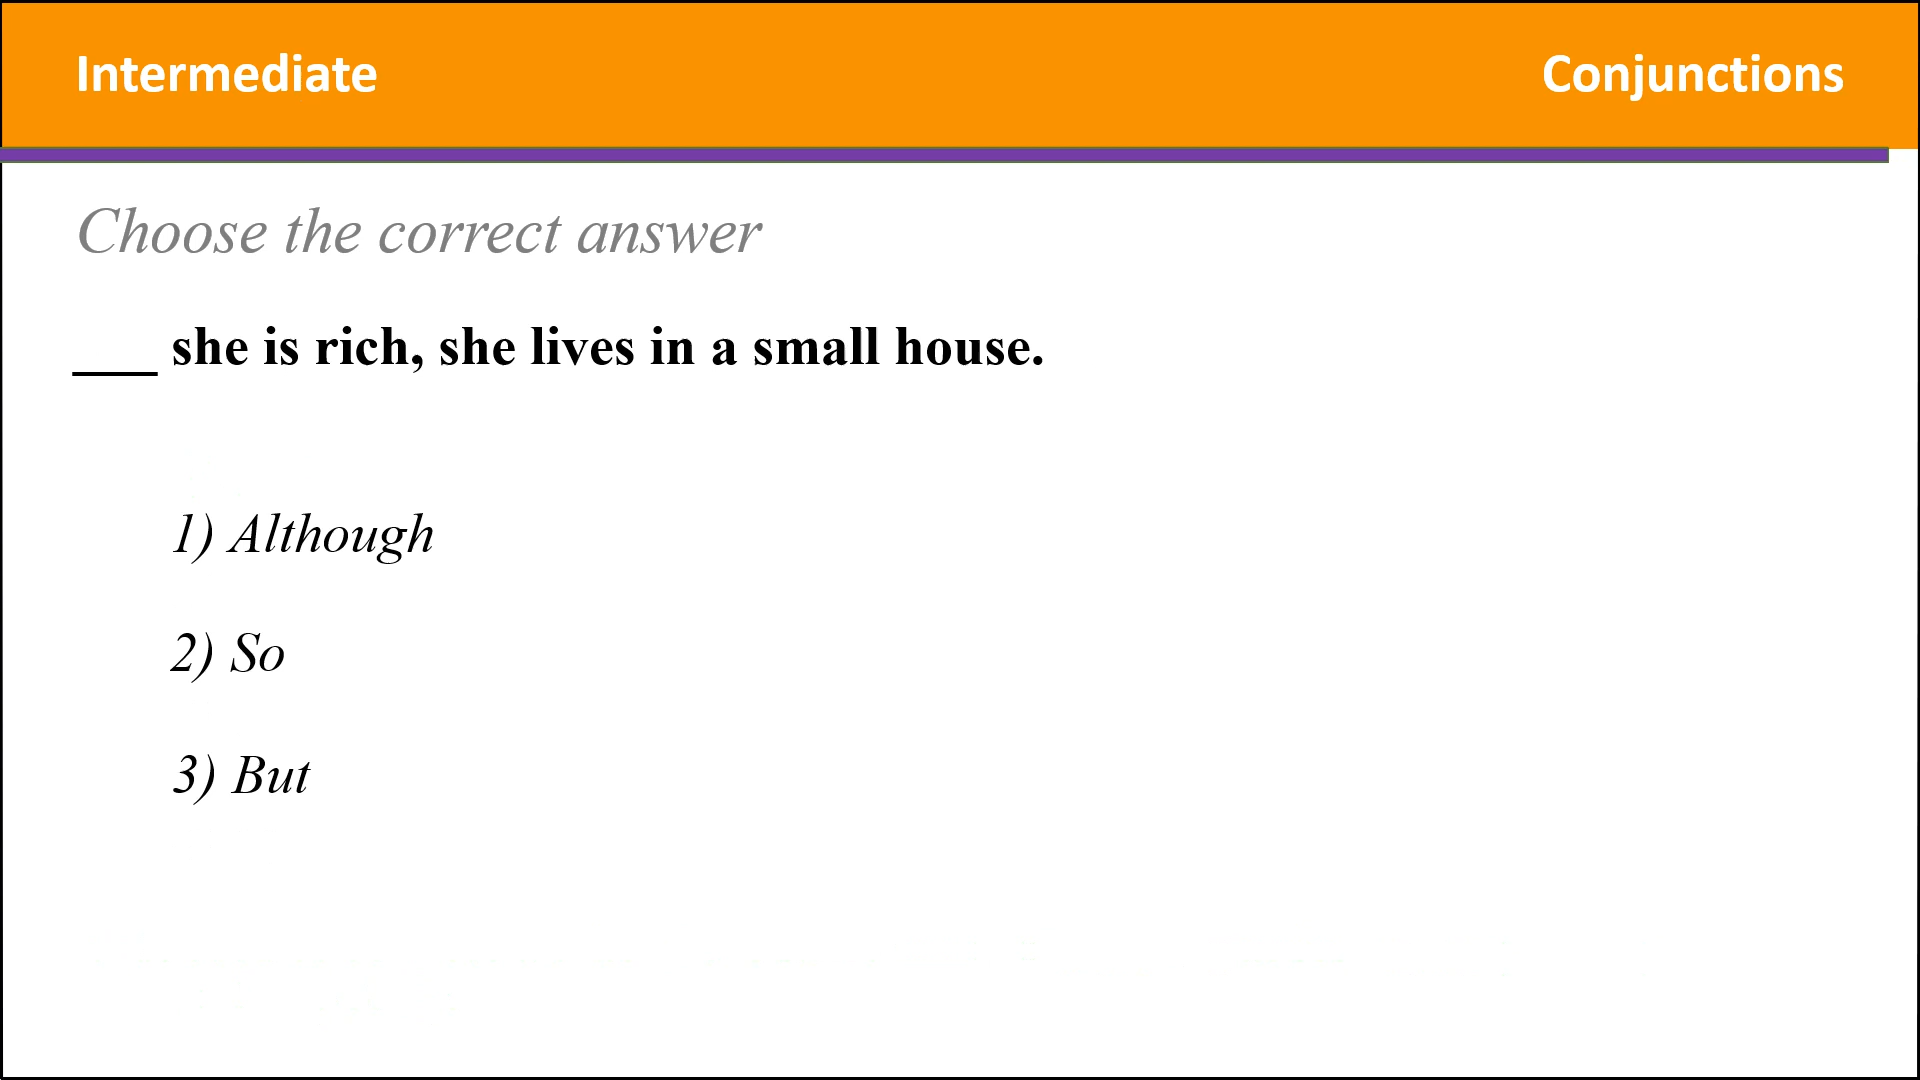 Intermediate
Conjunctions
Choose the correct answer
___ she is rich, she lives in a small house.
1) Although
2) So
3) But